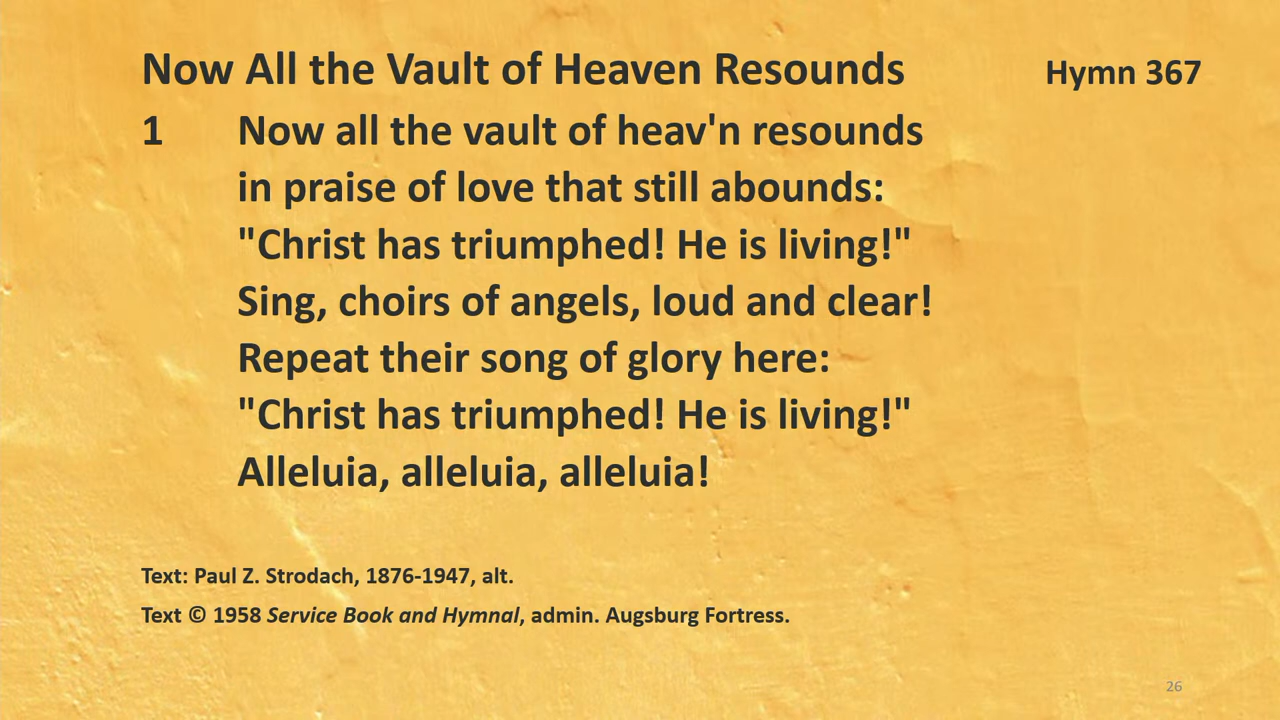 Now All the Vault of Heaven Resounds Hymn 367
1 Now all the vault of heav'n resounds
in praise of love that still abounds:
"Christ has triumphed! He is living!"
Sing, choirs of angels, loud and clear!
Repeat their song of glory here:
"Christ has triumphed! He is living!"
Alleluia, alleluia, alleluia!
Text: Paul Z. Strodach, 1876-1947, alt.
Text © 1958 Service Book and Hymnal, admin. Augsburg Fortress.
26